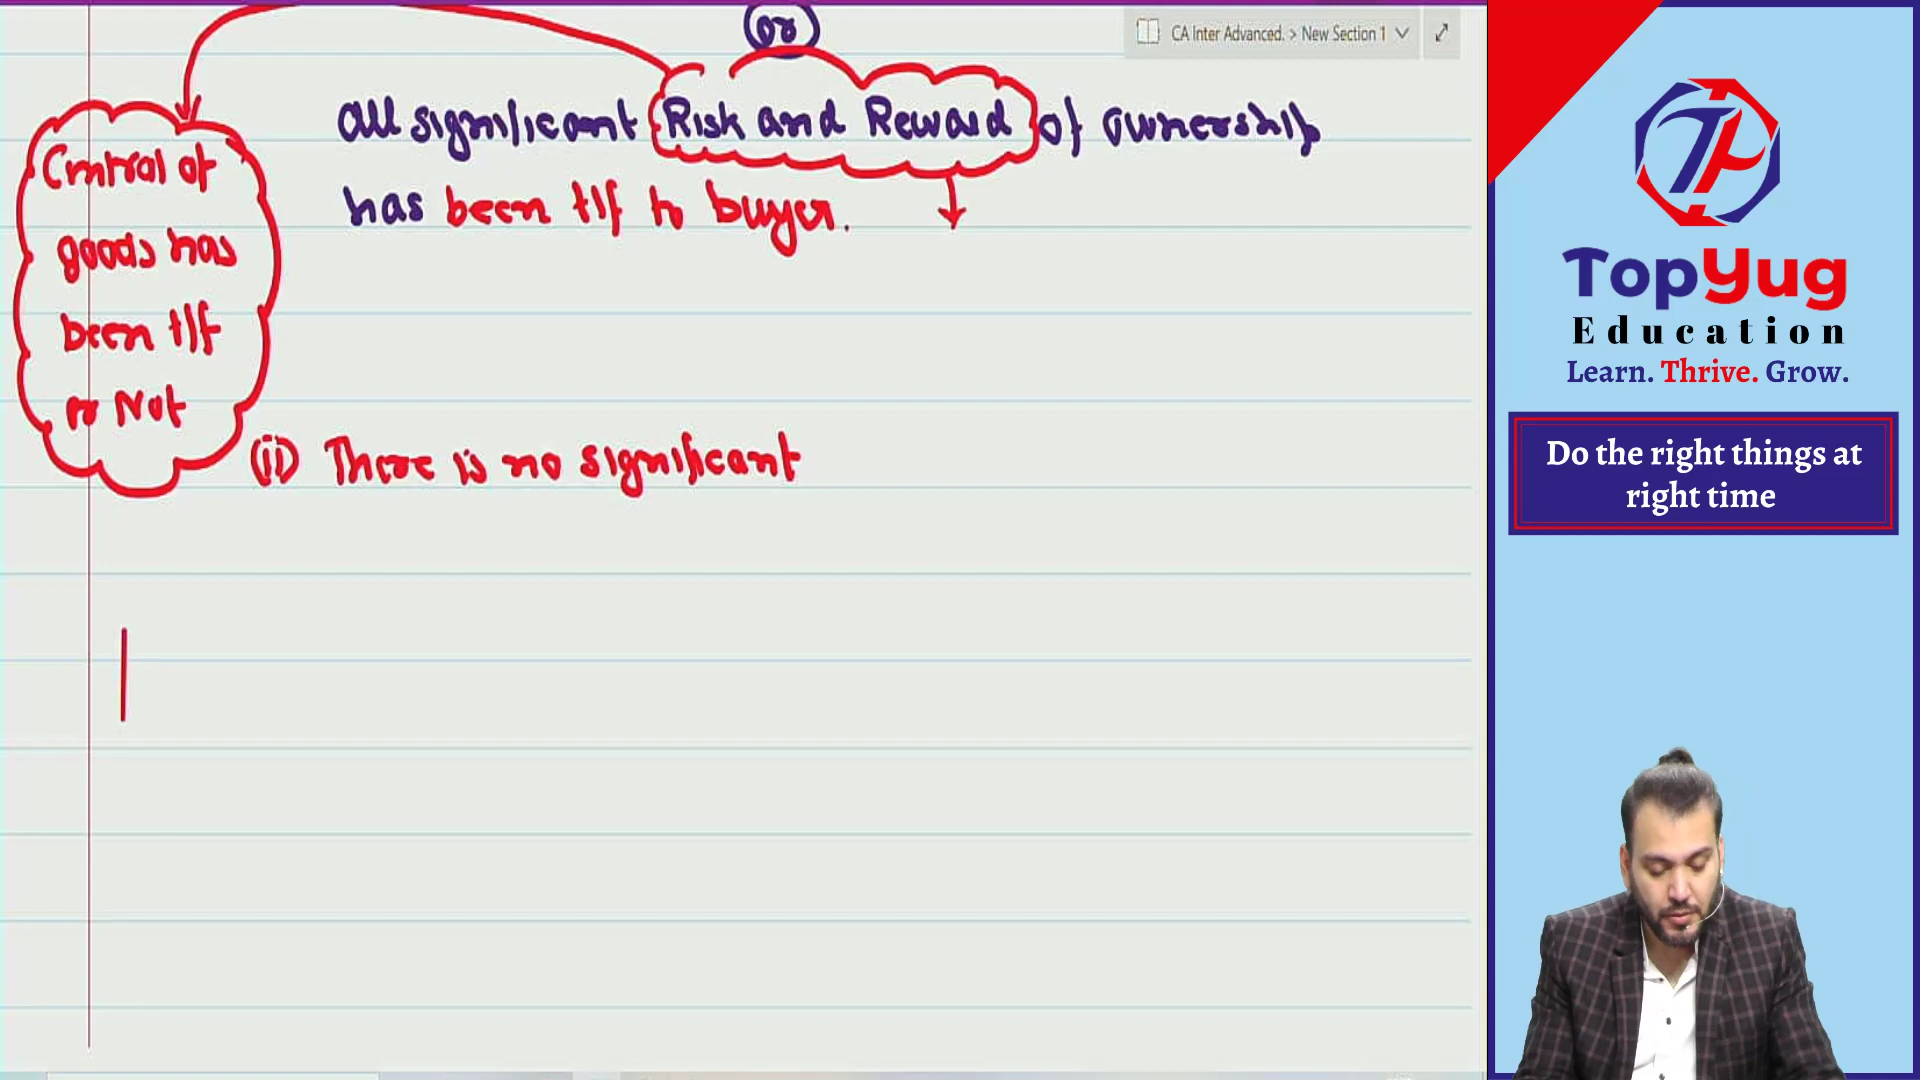 (or)
CA Inter Advanced. > New Section 1
All significant Risk and Reward of ownership
has been t/f to buyer.
Control of
goods has
been t/f
or Not
(ii) There is no significant
TopYug
Education
Learn. Thrive. Grow.
Do the right things at
right time